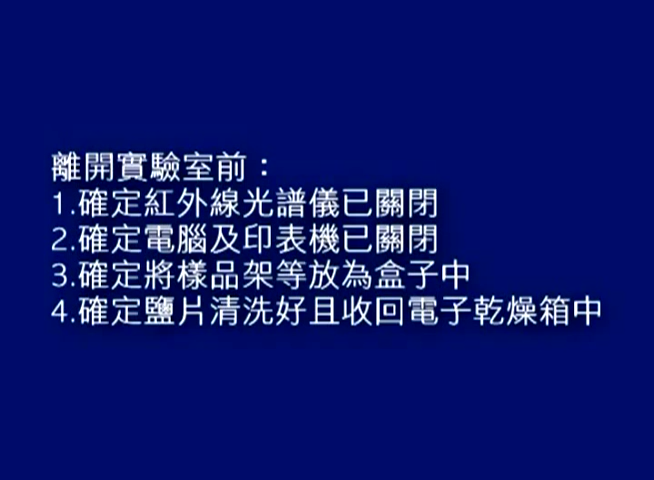 離開實驗室前：
1.確定紅外線光譜儀已關閉
2.確定電腦及印表機已關閉
3.確定將樣品架等放為盒子中
4.確定鹽片清洗好且收回電子乾燥箱中